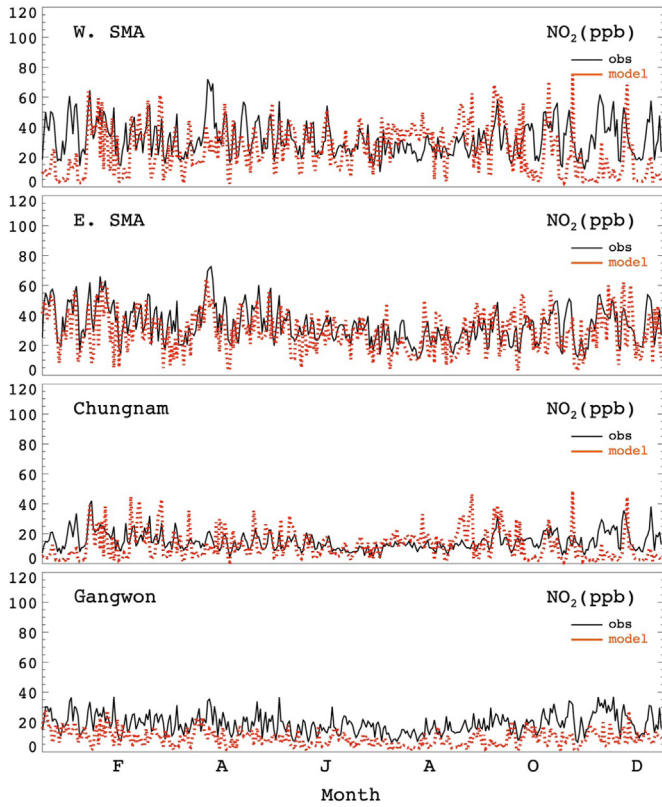 120
W. SMA
NO₂(ppb)
100
obs
80
model
60
40
20
0
120
E. SMA
NO₂(ppb)
100
obs
80
model
60
40
20
0
120
Chungnam
NO₂(ppb)
100
obs
80
model
60
40
20
0
120
Gangwon
NO₂(ppb)
100
obs
80
model
60
40
20
0
F A J A O D
Month